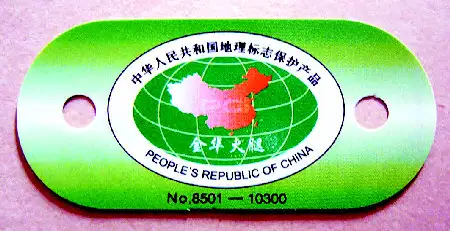 中华人民共和国地理标志保护产品
金华火腿
PEOPLE'S REPUBLIC OF CHINA
No.8501 — 10300